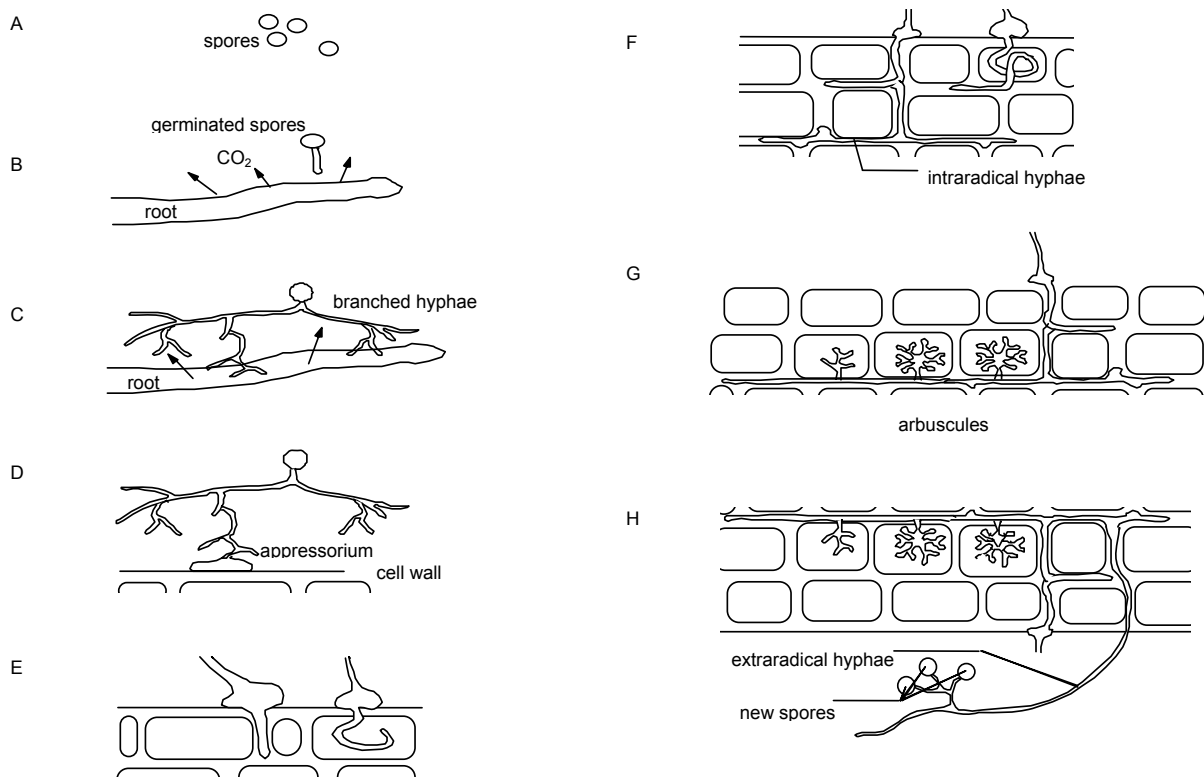 A
spores
germinated spores
B
CO₂
root
C
branched hyphae
root
D
appressorium
cell wall
E
F
intraradical hyphae
G
arbuscules
H
extraradical hyphae
new spores